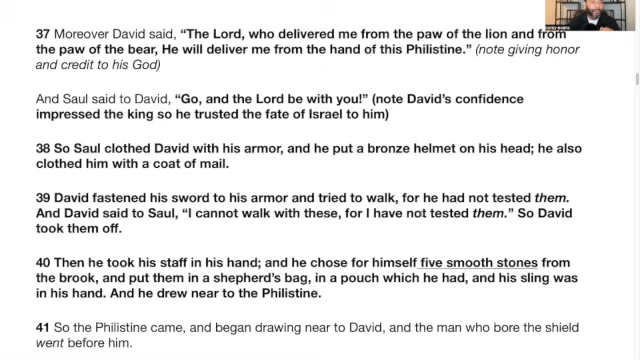 37 Moreover David said, “The Lord, who delivered me from the paw of the lion and from
the paw of the bear, He will deliver me from the hand of this Philistine.” (note giving honor
and credit to his God)
And Saul said to David, “Go, and the Lord be with you!” (note David’s confidence
impressed the king so he trusted the fate of Israel to him)
38 So Saul clothed David with his armor, and he put a bronze helmet on his head; he also
clothed him with a coat of mail.
39 David fastened his sword to his armor and tried to walk, for he had not tested them.
And David said to Saul, “I cannot walk with these, for I have not tested them.” So David
took them off.
40 Then he took his staff in his hand; and he chose for himself five smooth stones from
the brook, and put them in a shepherd’s bag, in a pouch which he had, and his sling was
in his hand. And he drew near to the Philistine.
41 So the Philistine came, and began drawing near to David, and the man who bore the shield
went before him.